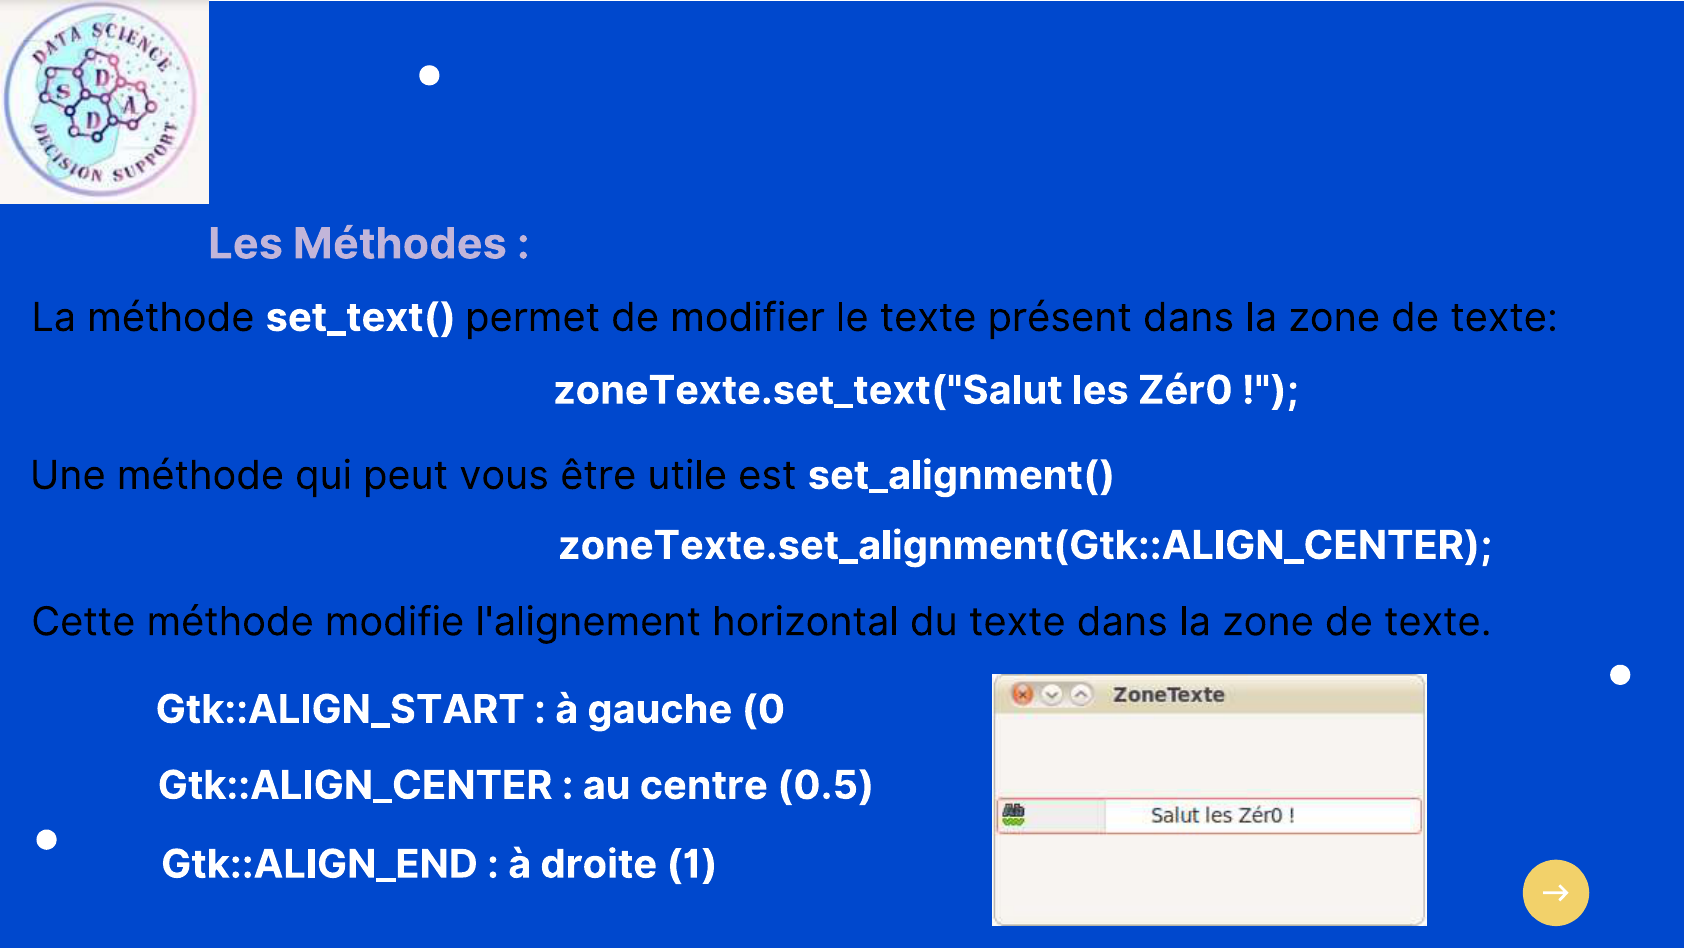 DATA SCIENCE
S D D A
DECISION SUPPORT
Les Méthodes :
La méthode set_text() permet de modifier le texte présent dans la zone de texte:
zoneTexte.set_text("Salut les Zér0 !");
Une méthode qui peut vous être utile est set_alignment()
zoneTexte.set_alignment(Gtk::ALIGN_CENTER);
Cette méthode modifie l'alignement horizontal du texte dans la zone de texte.
Gtk::ALIGN_START : à gauche (0
Gtk::ALIGN_CENTER : au centre (0.5)
Gtk::ALIGN_END : à droite (1)
ZoneTexte
Ab
Salut les Zér0 !